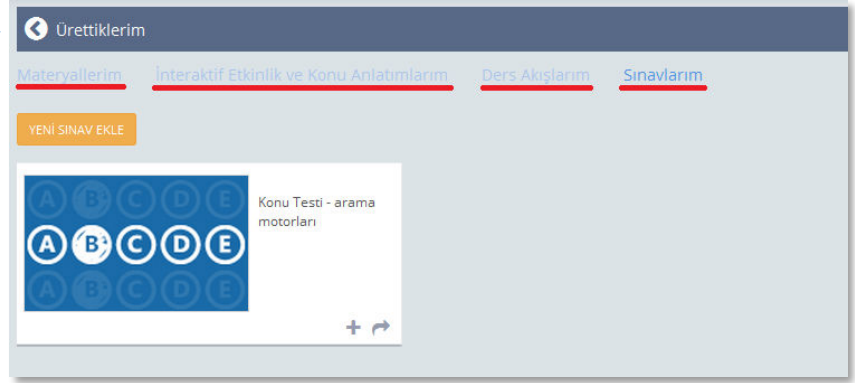 Ürettiklerim
Materyallerim İnteraktif Etkinlik ve Konu Anlatımlarım Ders Akışlarım Sınavlarım
YENİ SINAV EKLE
A B C D E
A B C D E
A B C D E
Konu Testi - arama
motorları